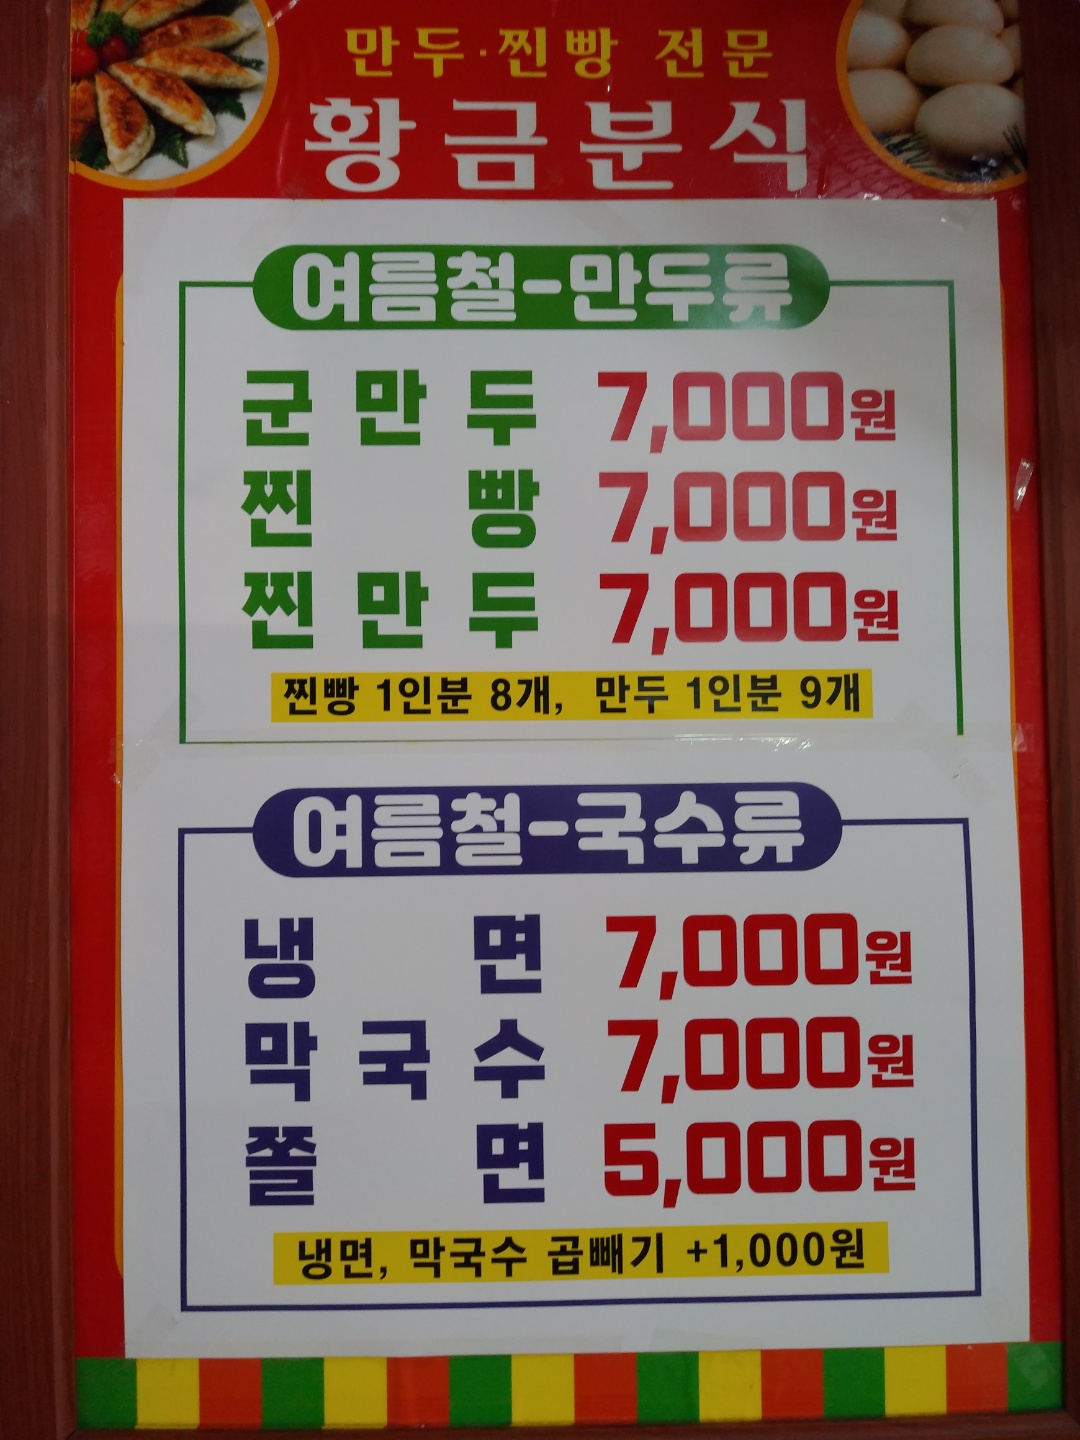 만두·찐빵 전문
황금분식
여름철-만두류
군만두 7,000원
찐빵 7,000원
찐만두 7,000원
찐빵 1인분 8개, 만두 1인분 9개
여름철-국수류
냉면 7,000원
막국수 7,000원
쫄면 5,000원
냉면, 막국수 곱빼기 +1,000원